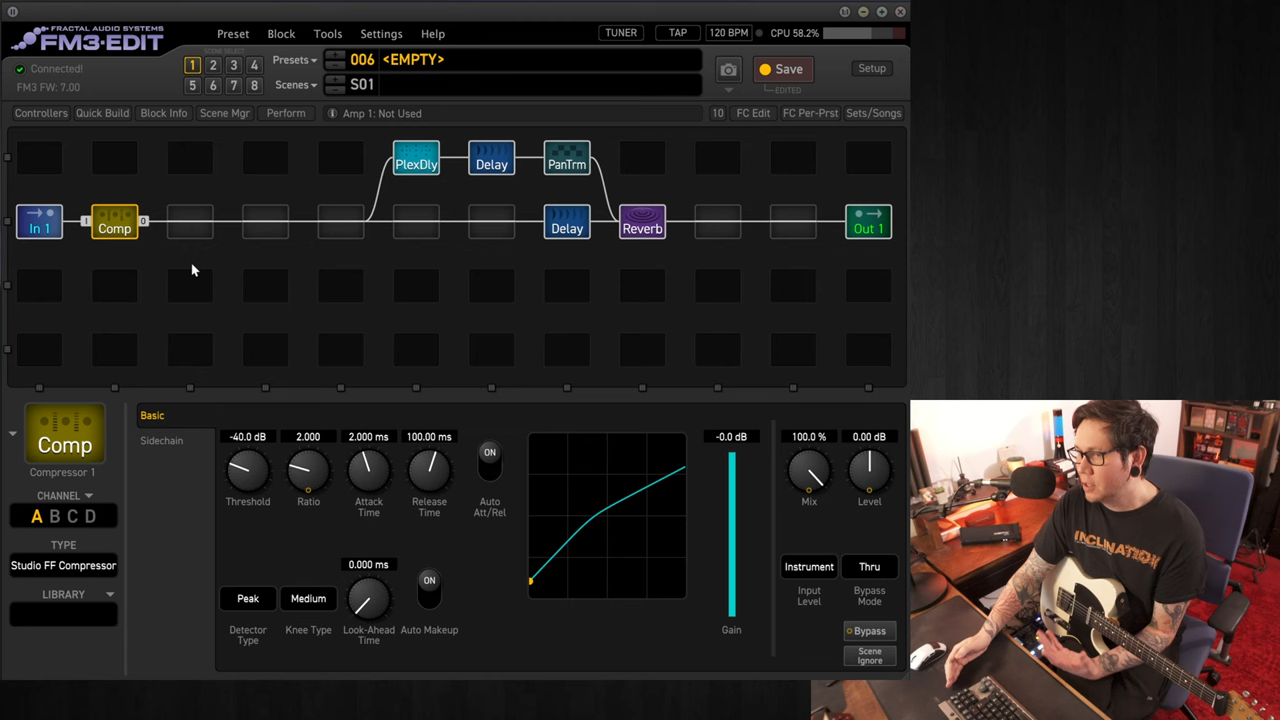 FRACTAL AUDIO SYSTEMS
FM3-EDIT
Preset Block Tools Settings Help
TUNER TAP 120 BPM CPU 58.2%
Connected!
FM3 FW: 7.00
SCENE SELECT
1 2 3 4
5 6 7 8
Presets 006 <EMPTY>
Scenes S01
Save
EDITED
Setup
Controllers Quick Build Block Info Scene Mgr Perform Amp 1: Not Used 10 FC Edit FC Per-Prst Sets/Songs
PlexDly Delay PanTrm
In 1 I Comp O Delay Reverb Out 1
Comp
Compressor 1
CHANNEL
A B C D
TYPE
Studio FF Compressor
LIBRARY
Basic
Sidechain
-40.0 dB 2.000 2.000 ms 100.00 ms
ON
Threshold Ratio Attack Time Release Time Auto Att/Rel
0.000 ms
ON
Peak Medium
Detector Type Knee Type Look-Ahead Time Auto Makeup
-0.0 dB
Gain
100.0 % 0.00 dB
Mix Level
Instrument Thru
Input Level Bypass Mode
Bypass
Scene Ignore
INCLINATION